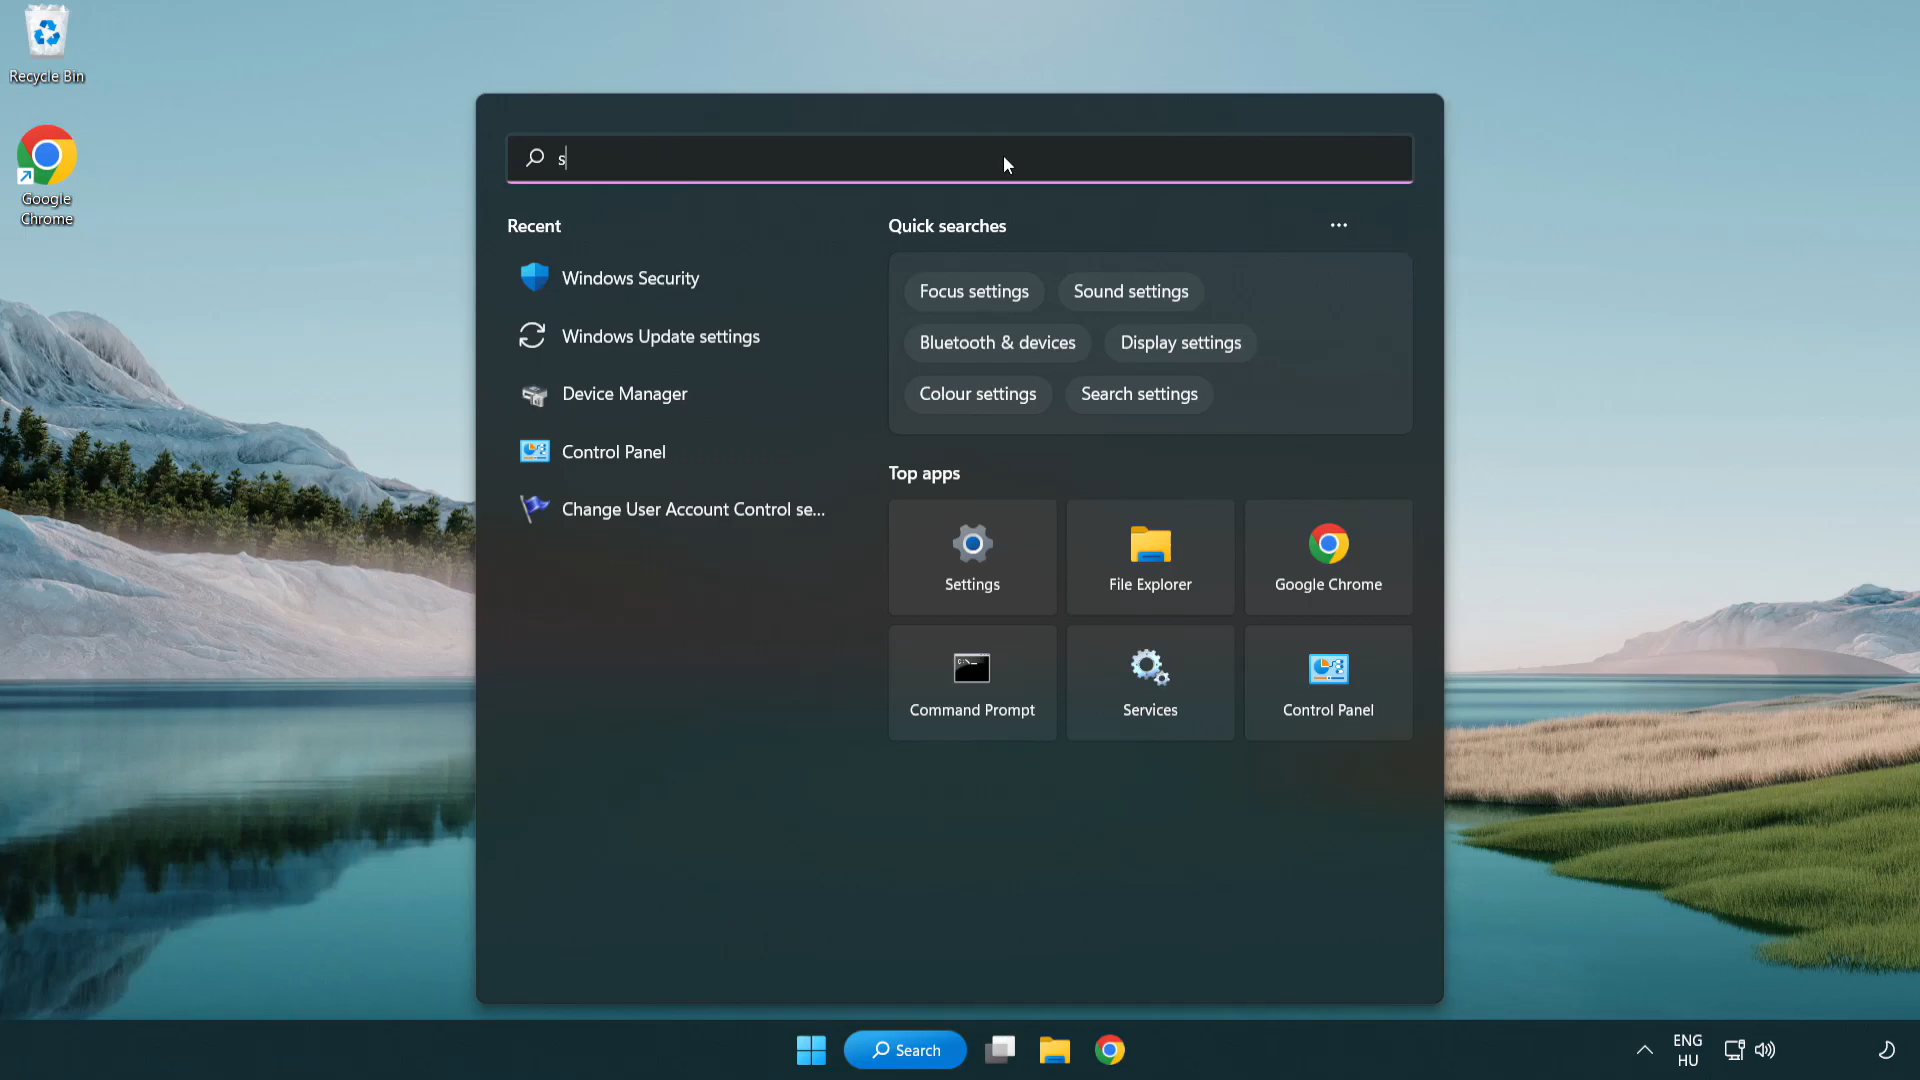 Recycle Bin
Google
Chrome
s
Recent
Windows Security
Windows Update settings
Device Manager
Control Panel
Change User Account Control se...
Quick searches
Focus settings
Sound settings
Bluetooth & devices
Display settings
Colour settings
Search settings
Top apps
Settings
File Explorer
Google Chrome
Command Prompt
Services
Control Panel
Search
ENG
HU